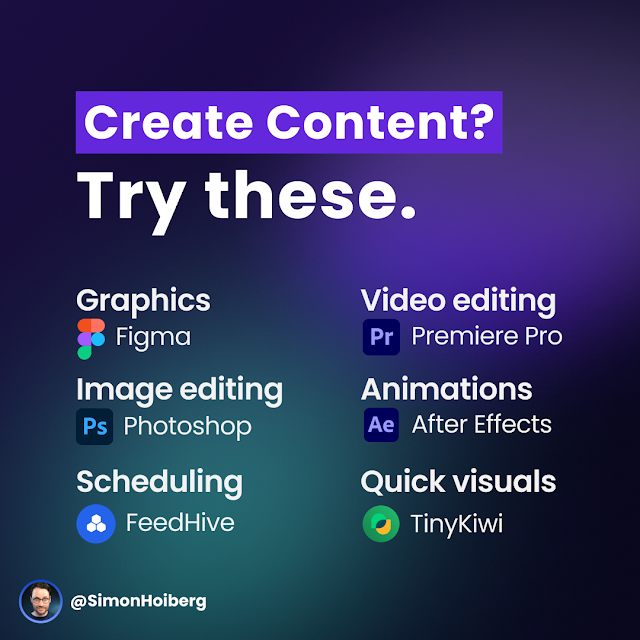 Create Content?
Try these.
Graphics
Figma
Video editing
Pr Premiere Pro
Image editing
Ps Photoshop
Animations
Ae After Effects
Scheduling
FeedHive
Quick visuals
TinyKiwi
@SimonHoiberg